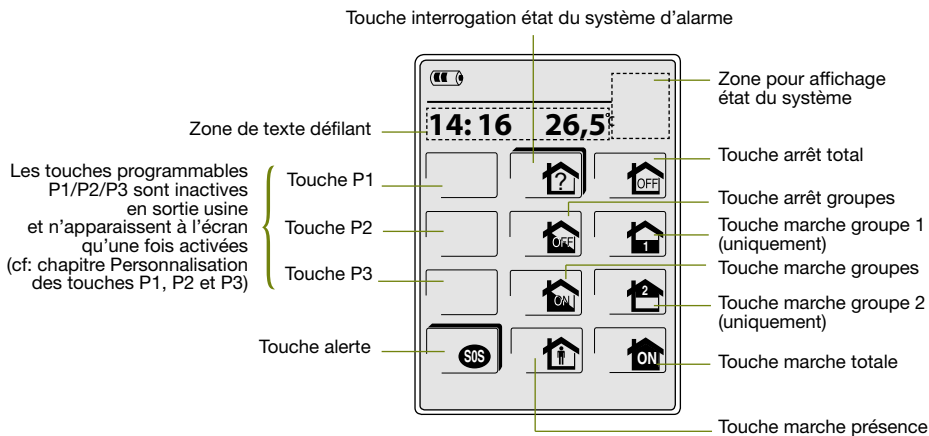 Touche interrogation état du système d'alarme
Zone pour affichage
état du système
14:16 26,5°c
Zone de texte défilant
Les touches programmables
P1/P2/P3 sont inactives
en sortie usine
et n'apparaissent à l'écran
qu'une fois activées
(cf: chapitre Personnalisation
des touches P1, P2 et P3)
Touche P1
Touche P2
Touche P3
Touche alerte
?
OFF
OFF
1
ON
2
SOS
ON
Touche arrêt total
Touche arrêt groupes
Touche marche groupe 1
(uniquement)
Touche marche groupes
Touche marche groupe 2
(uniquement)
Touche marche totale
Touche marche présence